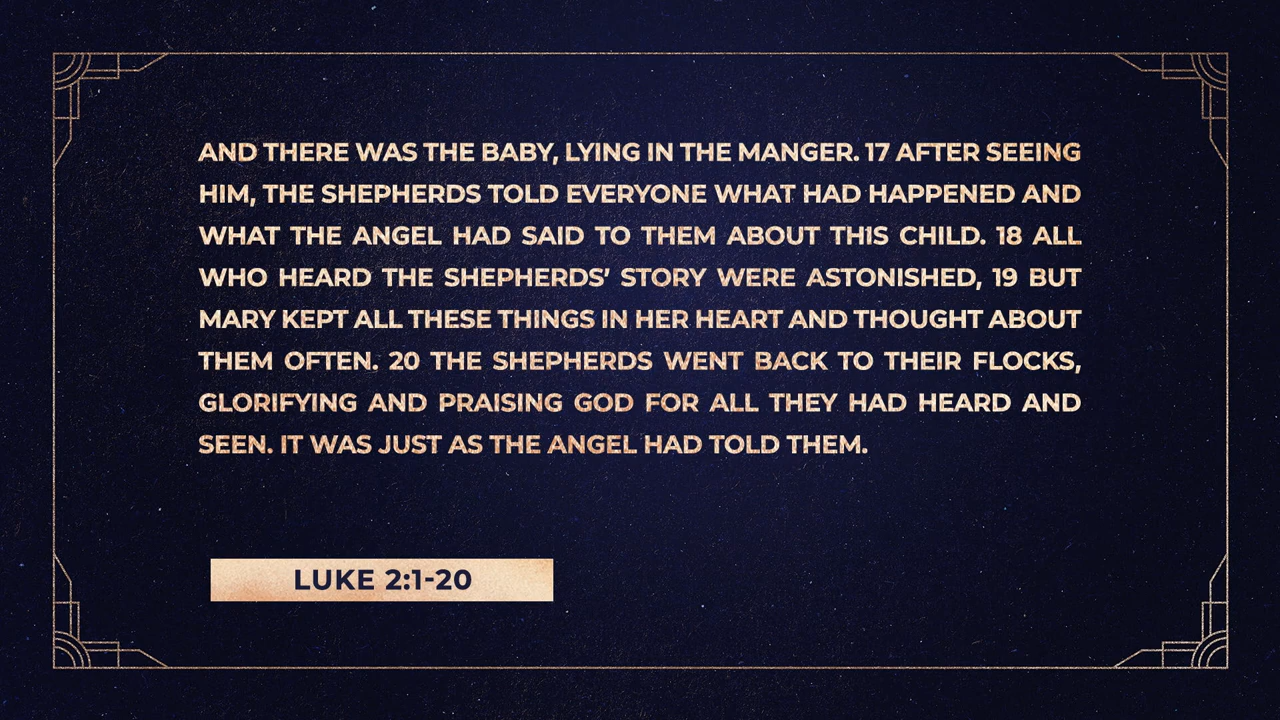 AND THERE WAS THE BABY, LYING IN THE MANGER. 17 AFTER SEEING
HIM, THE SHEPHERDS TOLD EVERYONE WHAT HAD HAPPENED AND
WHAT THE ANGEL HAD SAID TO THEM ABOUT THIS CHILD. 18 ALL
WHO HEARD THE SHEPHERDS’ STORY WERE ASTONISHED, 19 BUT
MARY KEPT ALL THESE THINGS IN HER HEART AND THOUGHT ABOUT
THEM OFTEN. 20 THE SHEPHERDS WENT BACK TO THEIR FLOCKS,
GLORIFYING AND PRAISING GOD FOR ALL THEY HAD HEARD AND
SEEN. IT WAS JUST AS THE ANGEL HAD TOLD THEM.
LUKE 2:1-20